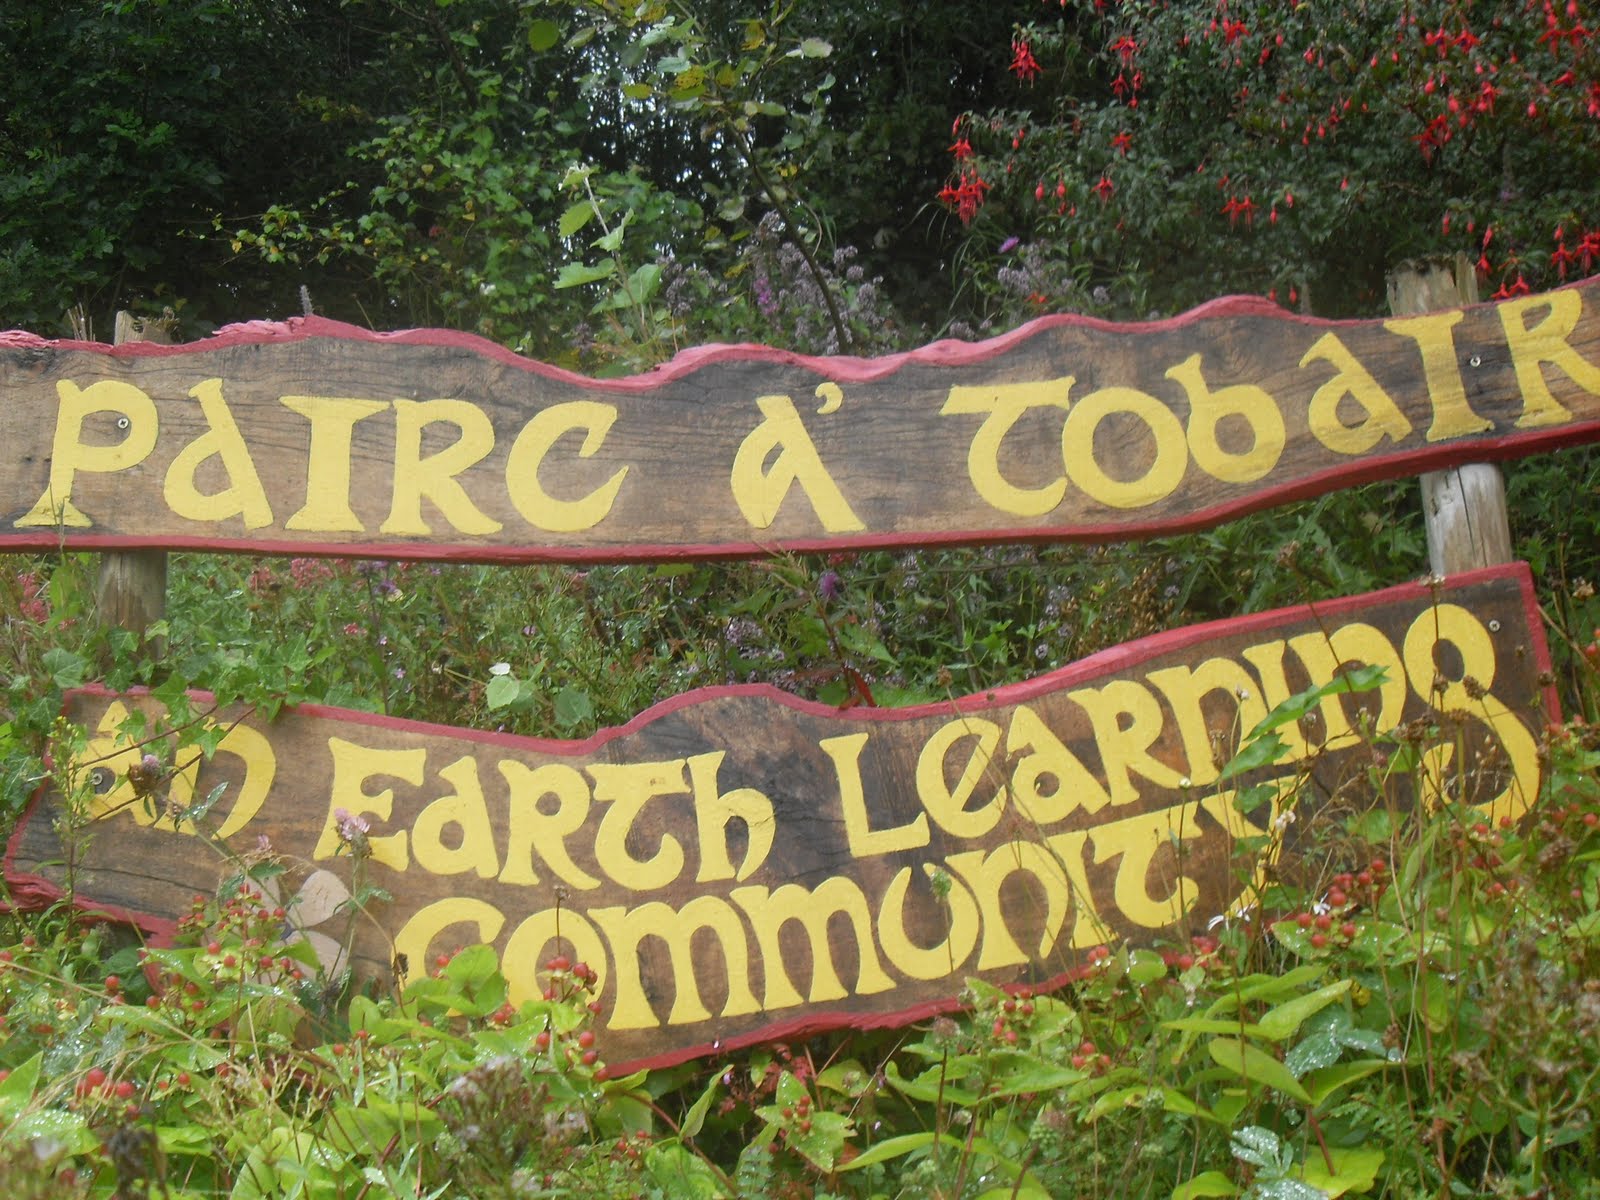 PAIRC A' TOBAIR
An EARTH LEARNING
COMMUNITY